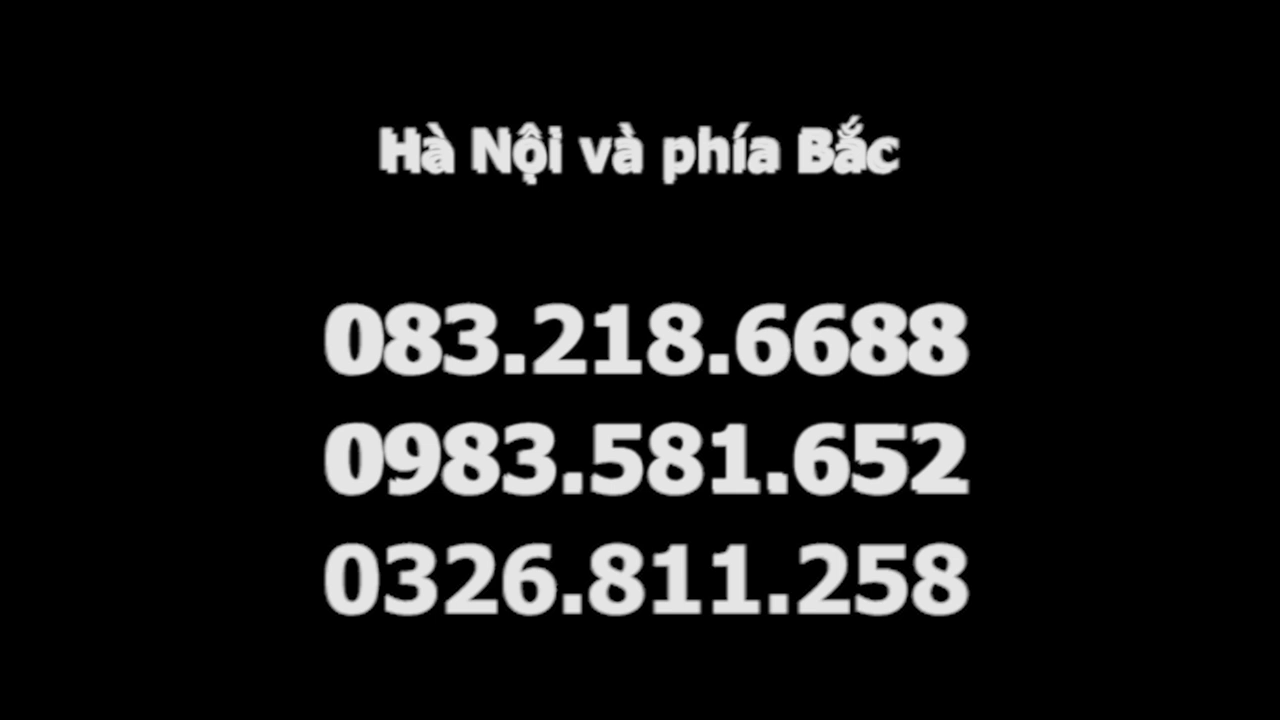 Hà Nội và phía Bắc
083.218.6688
0983.581.652
0326.811.258